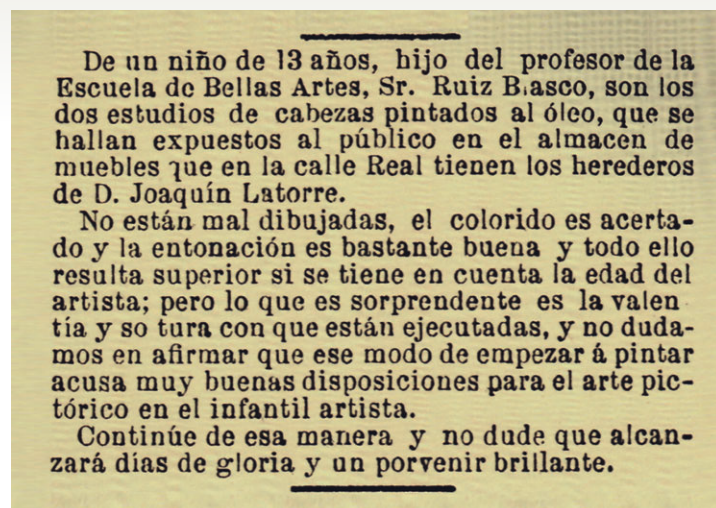 De un niño de 13 años, hijo del profesor de la
Escuela de Bellas Artes, Sr. Ruiz B.asco, son los
dos estudios de cabezas pintados al óleo, que se
hallan expuestos al público en el almacen de
muebles que en la calle Real tienen los herederos
de D. Joaquín Latorre.
No están mal dibujadas, el colorido es acerta-
do y la entonación es bastante buena y todo ello
resulta superior si se tiene en cuenta la edad del
artista; pero lo que es sorprendente es la valen
tía y so tura con que están ejecutadas, y no duda-
mos en afirmar que ese modo de empezar á pintar
acusa muy buenas disposiciones para el arte pic-
tórico en el infantil artista.
Continúe de esa manera y no dude que alcan-
zará días de gloria y un porvenir brillante.